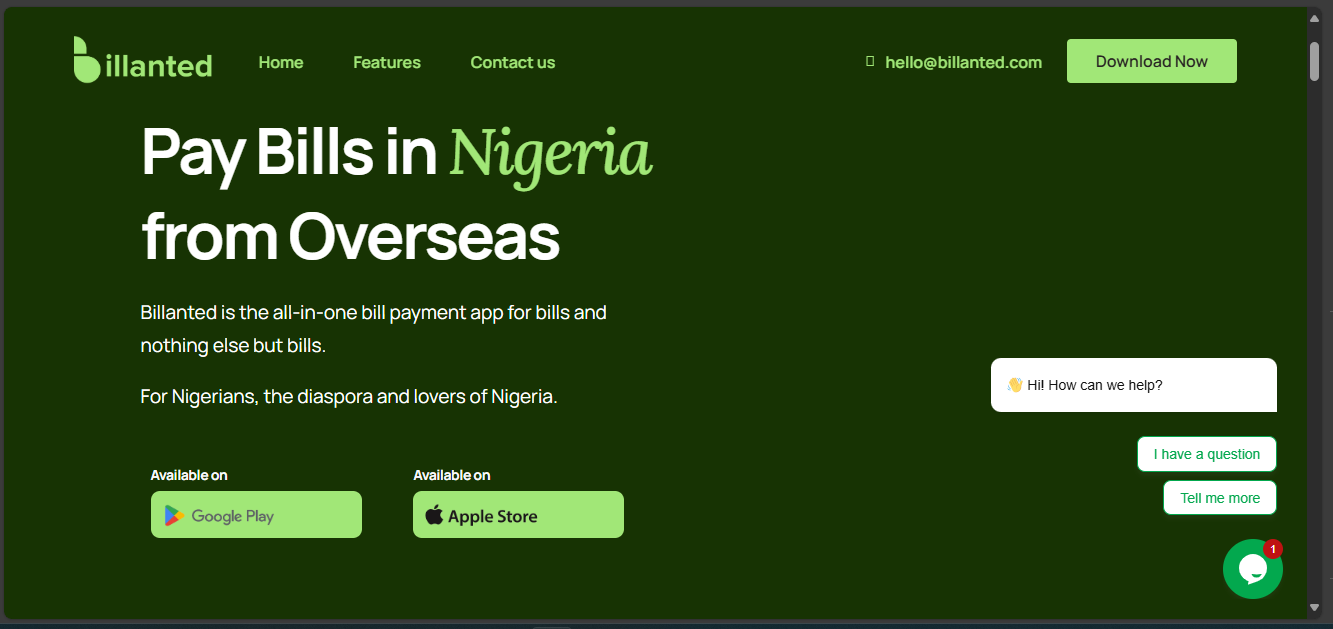 billanted
Home
Features
Contact us
hello@billanted.com
Download Now
Pay Bills in Nigeria
from Overseas
Billanted is the all-in-one bill payment app for bills and
nothing else but bills.
For Nigerians, the diaspora and lovers of Nigeria.
Available on
Google Play
Available on
Apple Store
👋 Hi! How can we help?
I have a question
Tell me more
1